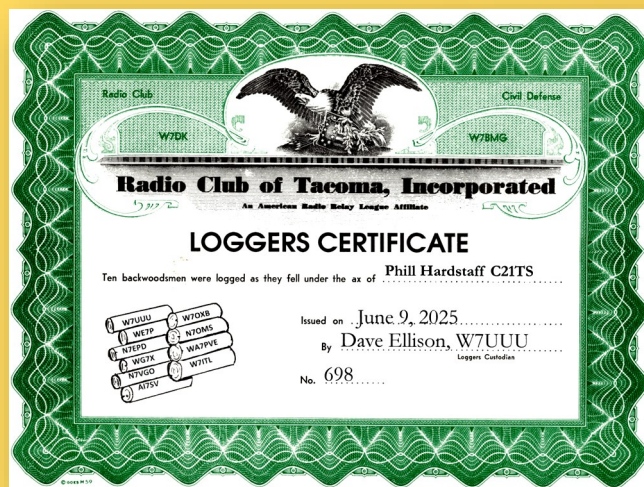 Radio Club
Civil Defense
W7DK
W7BMG
Radio Club of Tacoma, Incorporated
An American Radio Relay League Affiliate
LOGGERS CERTIFICATE
Ten backwoodsmen were logged as they fell under the ax of Phill Hardstaff C21TS
W7UUU
WE7P
N7EPD
WG7X
N7VGO
AI7SV
W7OXB
N7OMS
WA7PVE
W7ITL
Issued on June 9, 2025
By Dave Ellison, W7UUU
Loggers Custodian
No. 698